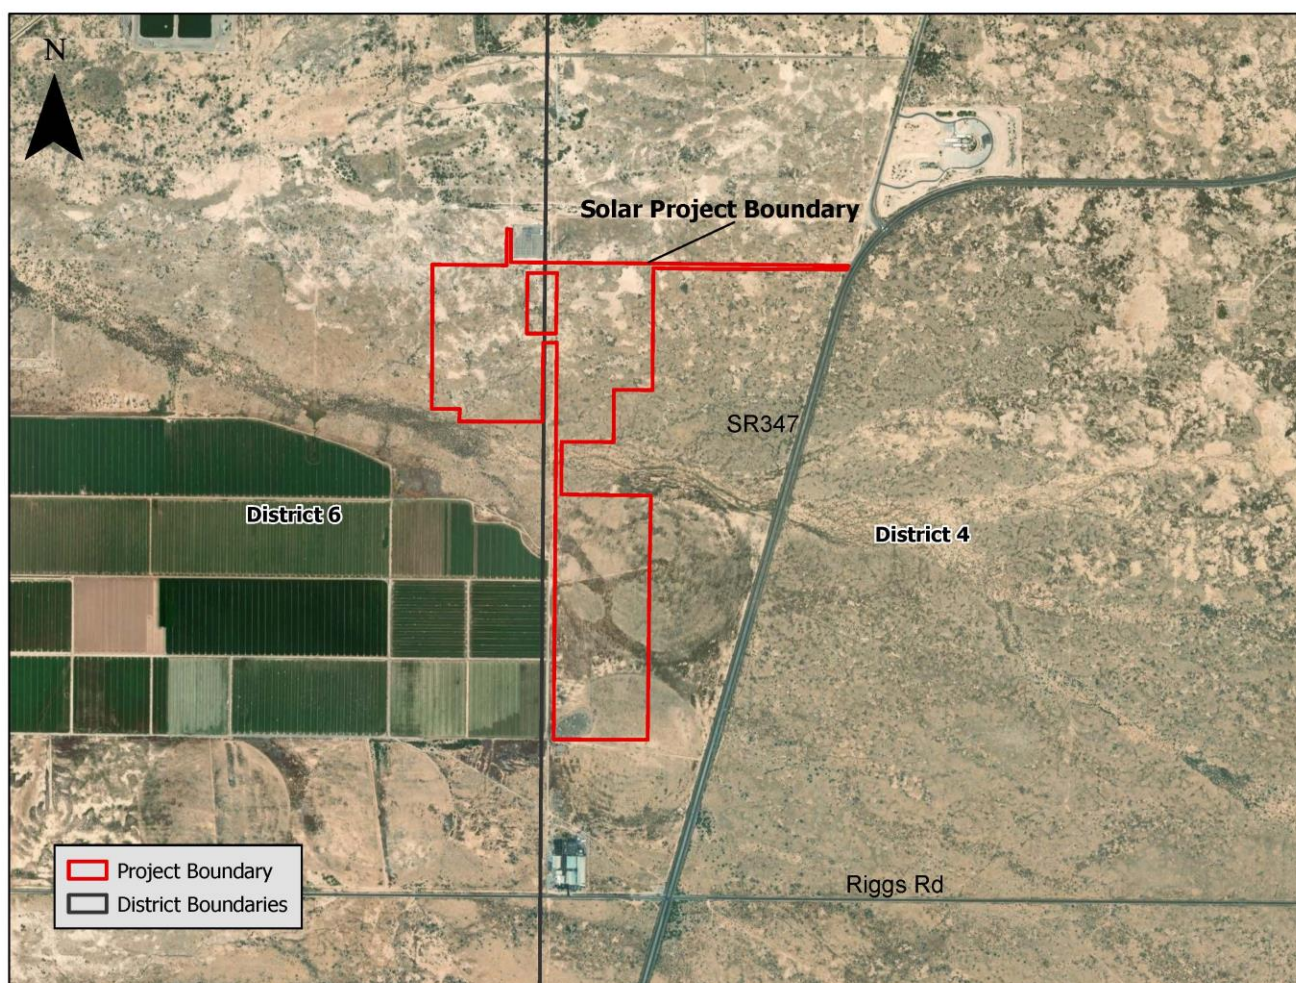 N
Solar Project Boundary
SR347
District 6
District 4
Project Boundary
District Boundaries
Riggs Rd